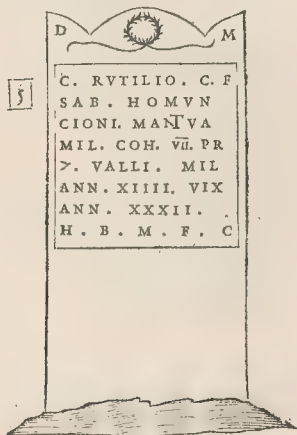 D M
C. RVTILIO. C. F
SAB. HOMVN
CIONI. MANTVA
MIL. COH. VII. PR
>. VALLI. MIL
ANN. XIIII. VIX
ANN. XXXII.
H. B. M. F. C
5